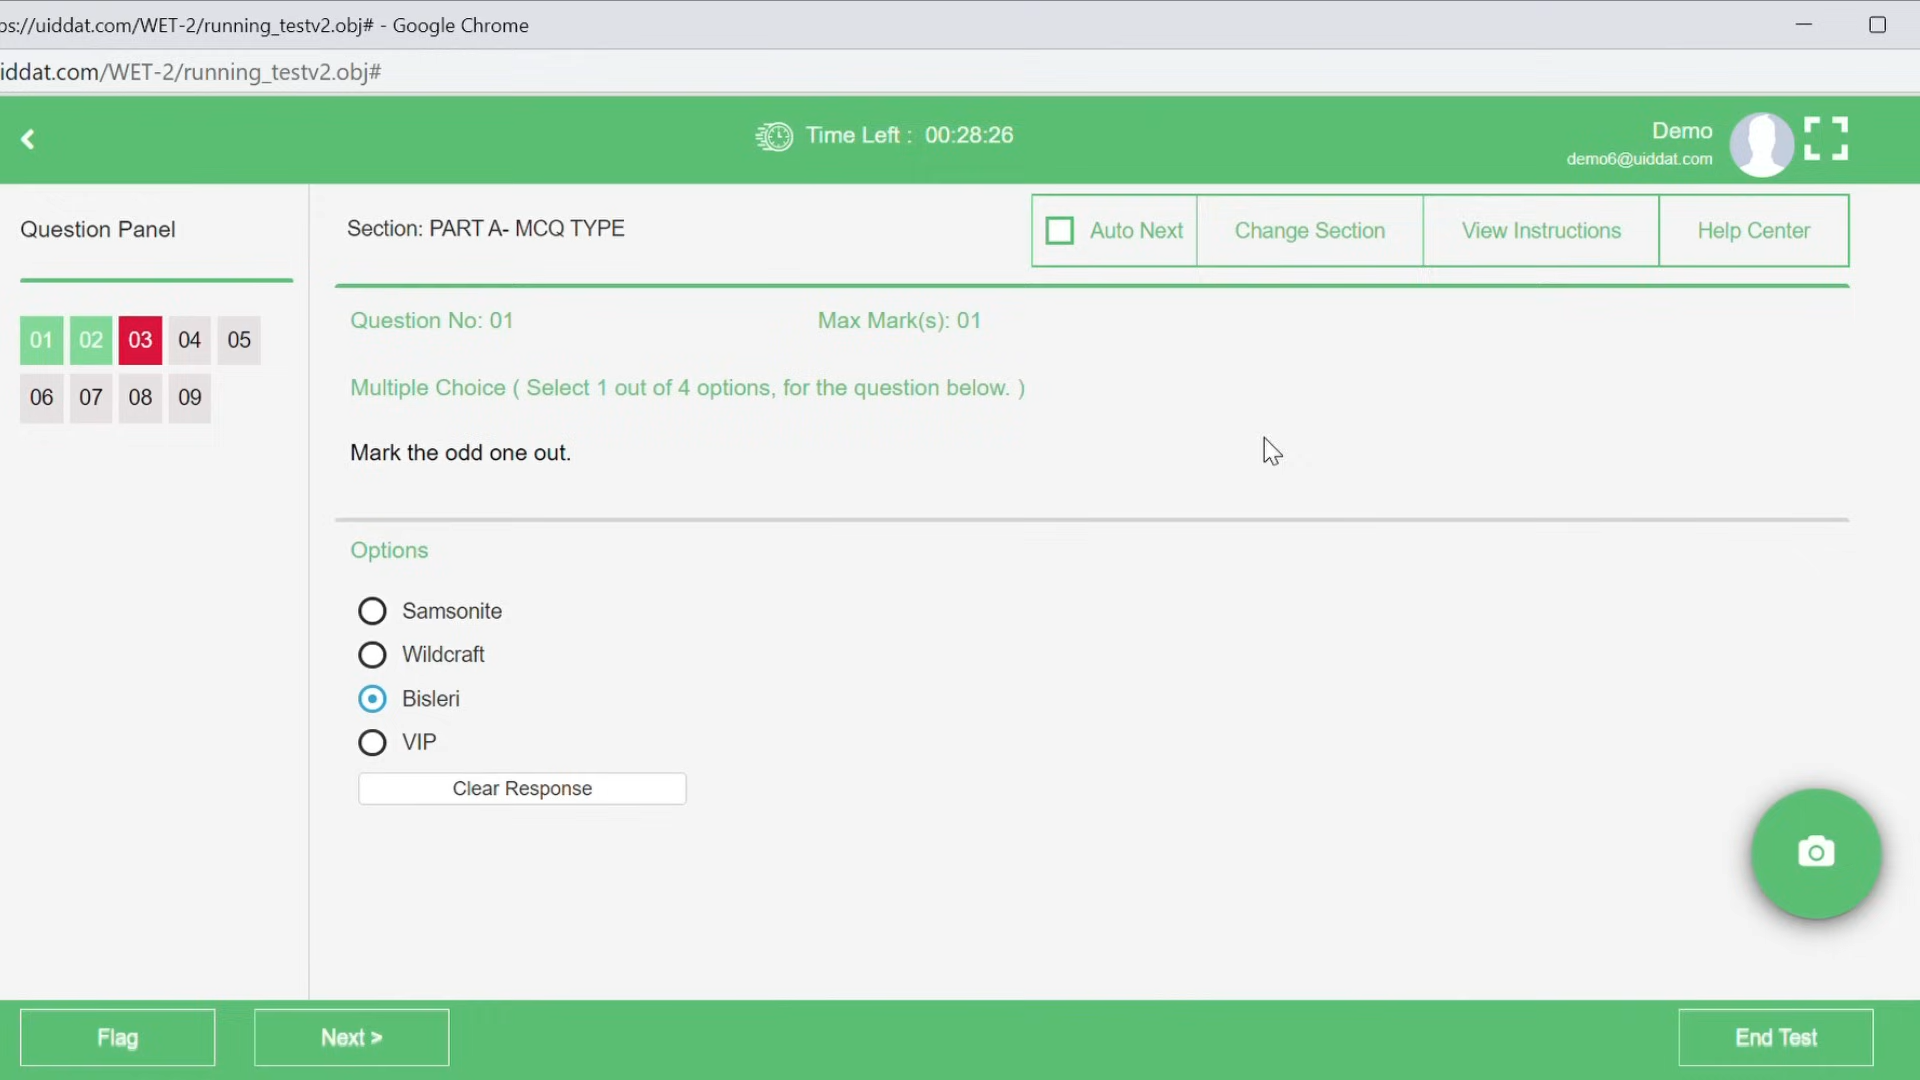 ps://uiddat.com/WET-2/running_testv2.obj# - Google Chrome
iddat.com/WET-2/running_testv2.obj#
Time Left : 00:28:26
Demo
demo6@uiddat.com
Question Panel
01 02 03 04 05
06 07 08 09
Section: PART A- MCQ TYPE
Auto Next
Change Section
View Instructions
Help Center
Question No: 01
Max Mark(s): 01
Multiple Choice ( Select 1 out of 4 options, for the question below. )
Mark the odd one out.
Options
Samsonite
Wildcraft
Bisleri
VIP
Clear Response
Flag
Next >
End Test